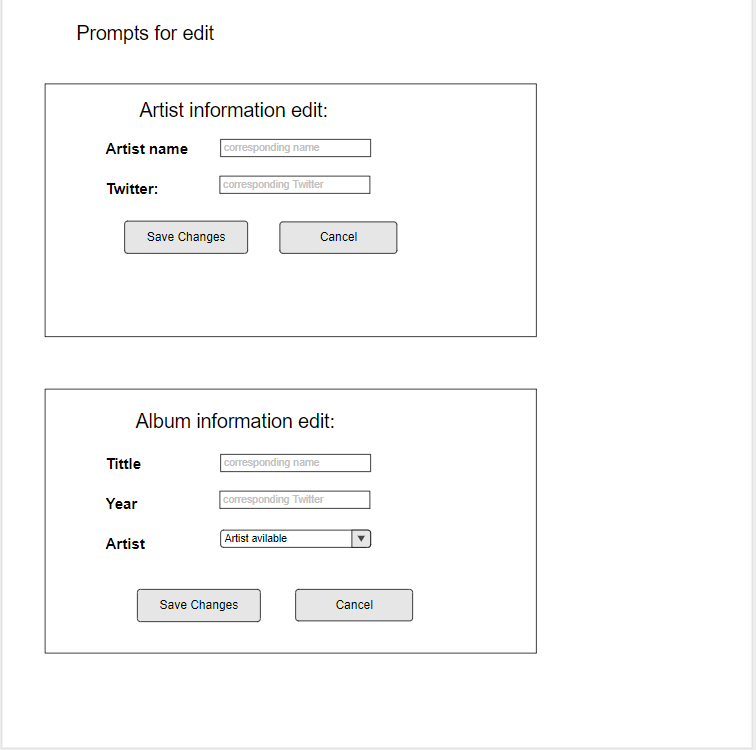 Prompts for edit
Artist information edit:
Artist name corresponding name
Twitter: corresponding Twitter
Save Changes Cancel
Album information edit:
Tittle corresponding name
Year corresponding Twitter
Artist Artist avilable
Save Changes Cancel